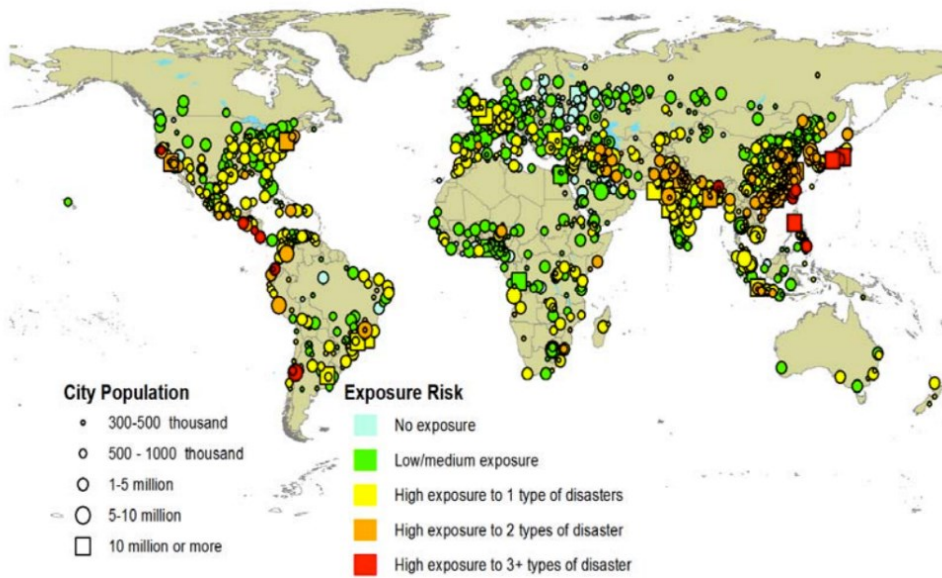 City Population
300-500 thousand
500 - 1000 thousand
1-5 million
5-10 million
10 million or more
Exposure Risk
No exposure
Low/medium exposure
High exposure to 1 type of disasters
High exposure to 2 types of disaster
High exposure to 3+ types of disaster